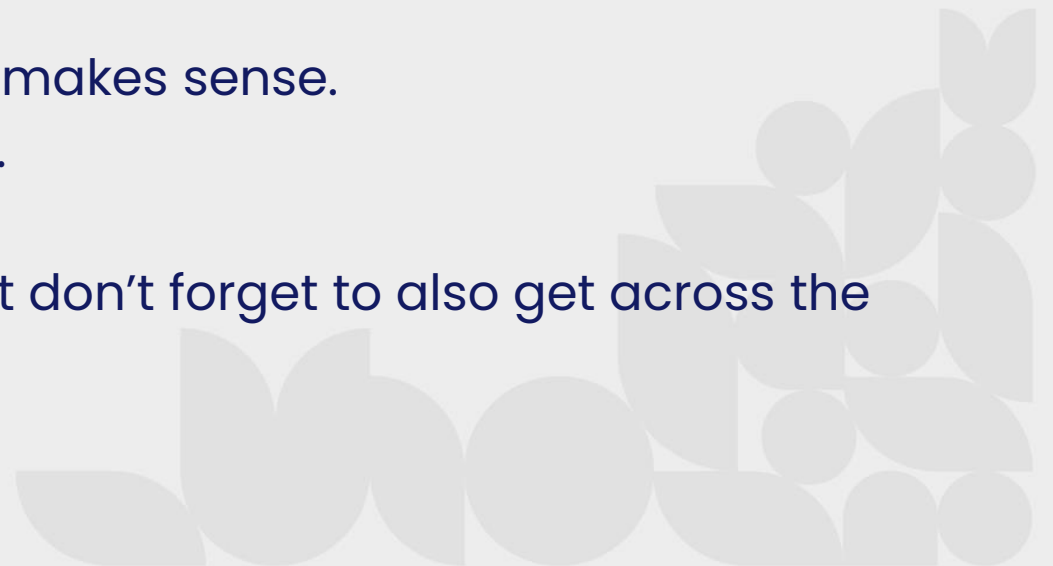 makes sense.
.
t don’t forget to also get across the